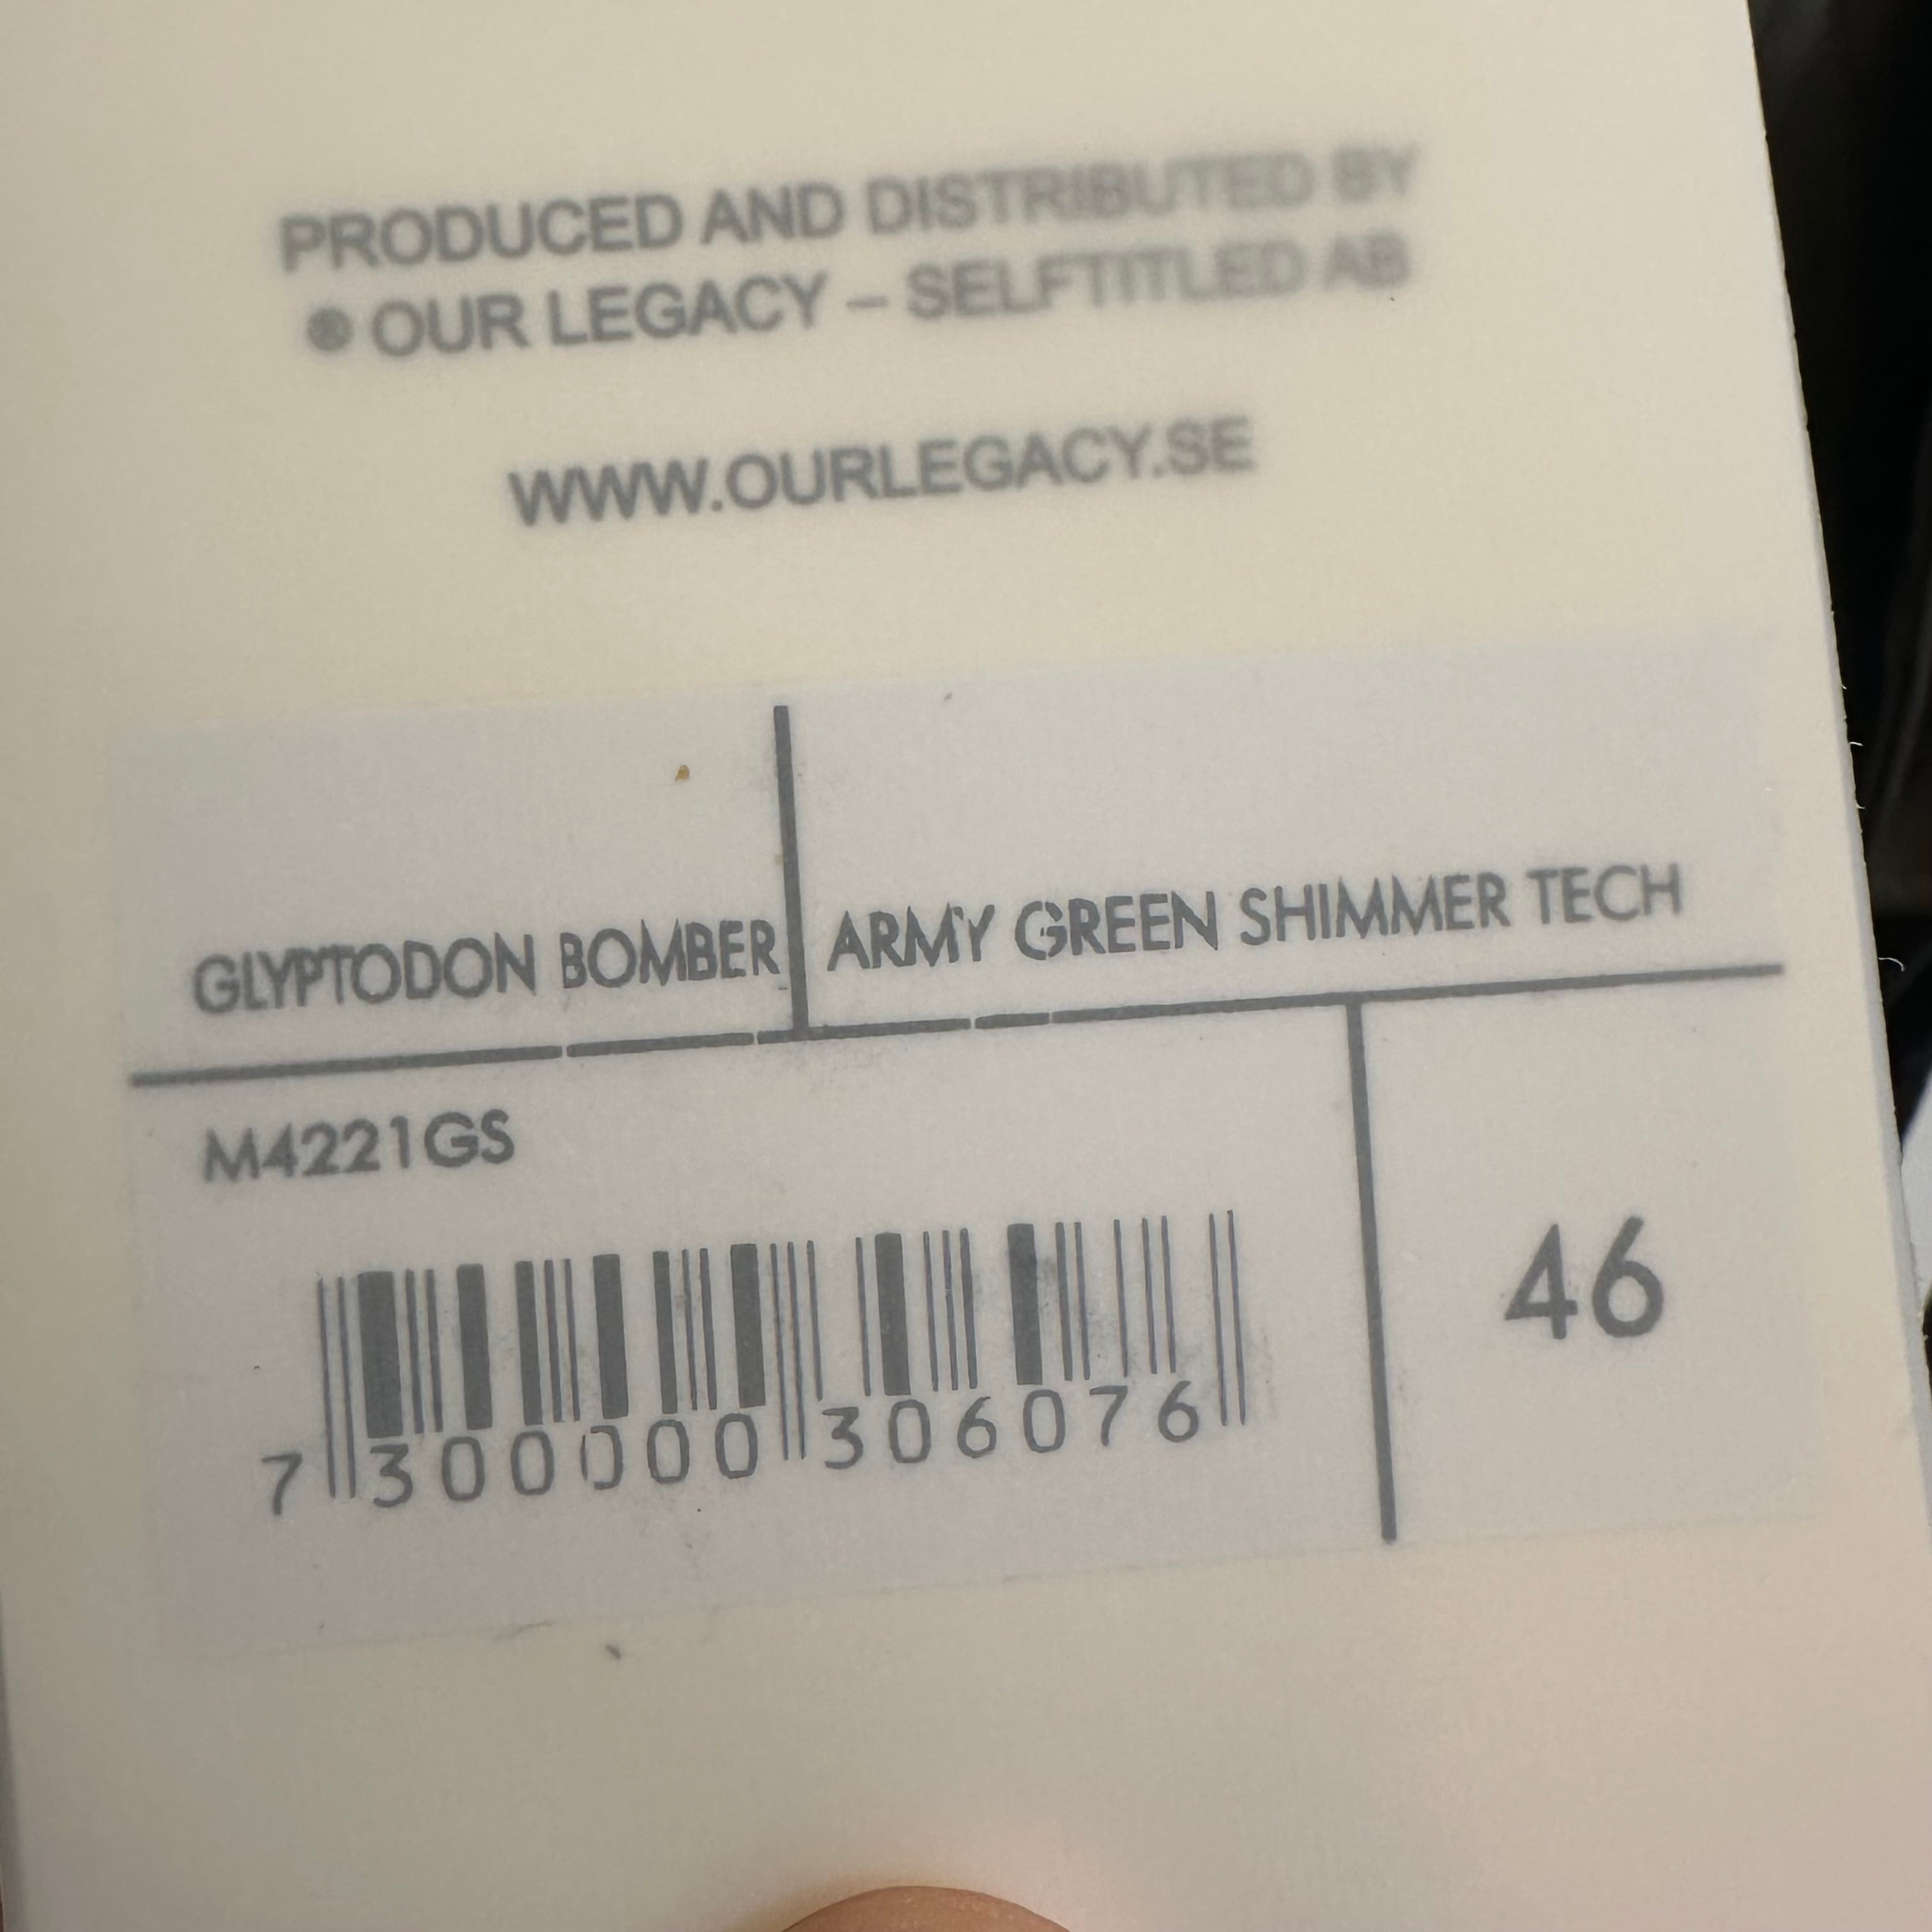 PRODUCED AND DISTRIBUTED BY
® OUR LEGACY – SELFTITLED AB
WWW.OURLEGACY.SE
GLYPTODON BOMBER ARMY GREEN SHIMMER TECH
M4221GS
46
7 300000 306076